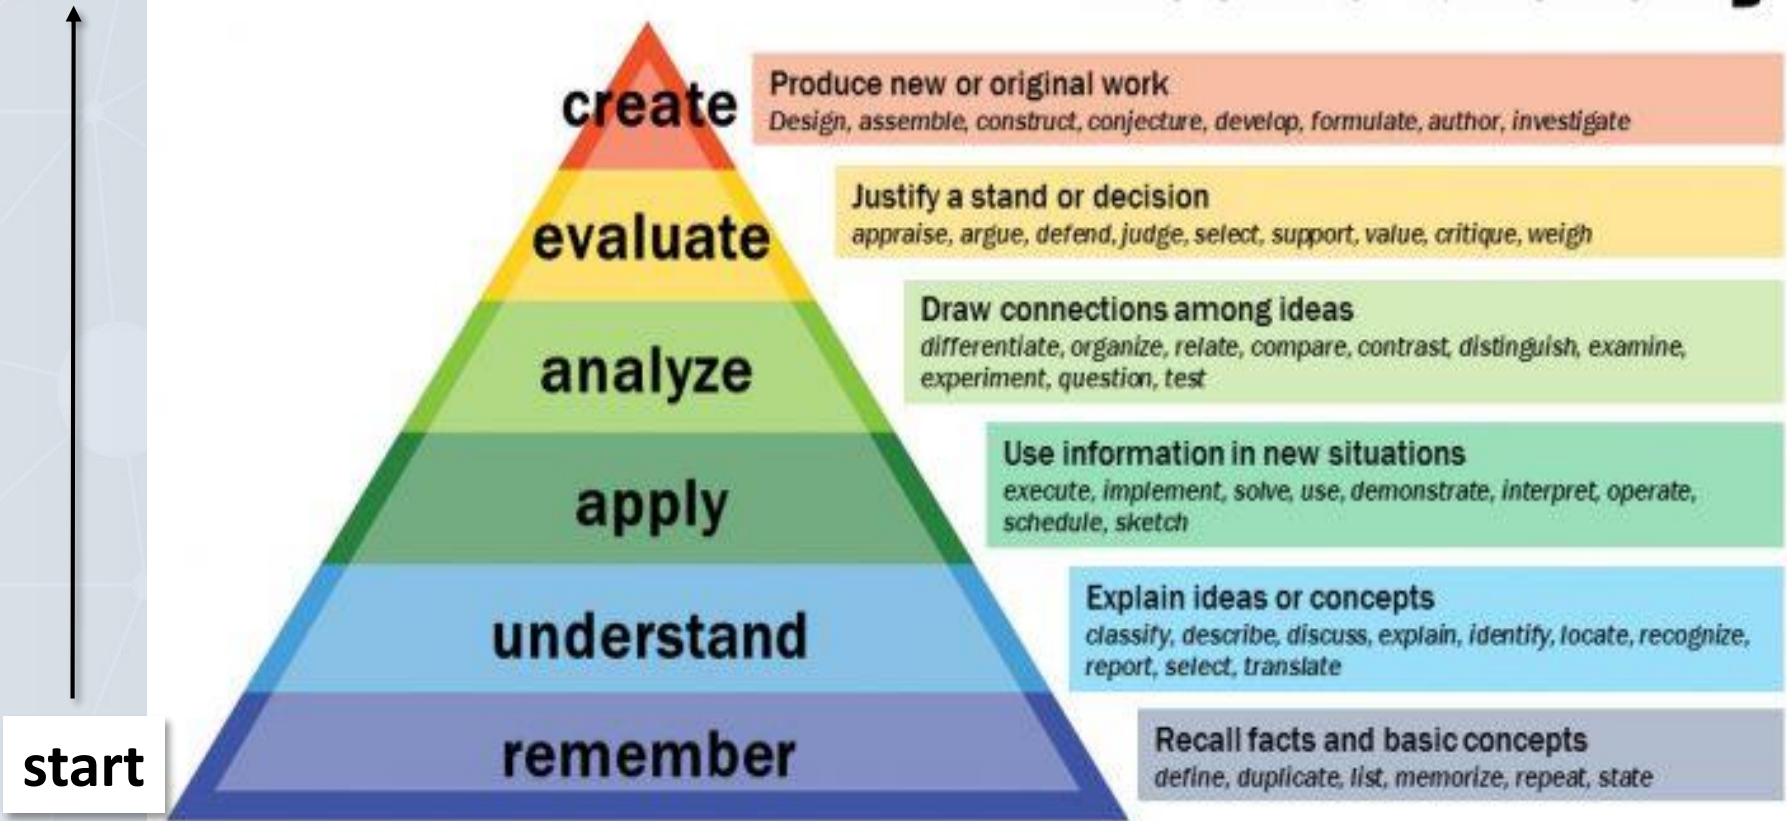 create
Produce new or original work
Design, assemble, construct, conjecture, develop, formulate, author, investigate
evaluate
Justify a stand or decision
appraise, argue, defend, judge, select, support, value, critique, weigh
analyze
Draw connections among ideas
differentiate, organize, relate, compare, contrast, distinguish, examine,
experiment, question, test
apply
Use information in new situations
execute, implement, solve, use, demonstrate, interpret, operate,
schedule, sketch
understand
Explain ideas or concepts
classify, describe, discuss, explain, identify, locate, recognize,
report, select, translate
remember
Recall facts and basic concepts
define, duplicate, list, memorize, repeat, state
start